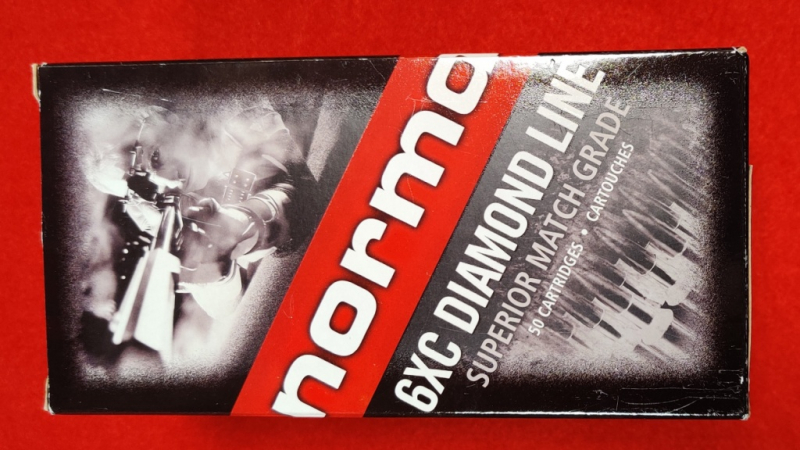 norma
6XC DIAMOND LINE
SUPERIOR MATCH GRADE
50 CARTRIDGES • CARTOUCHES